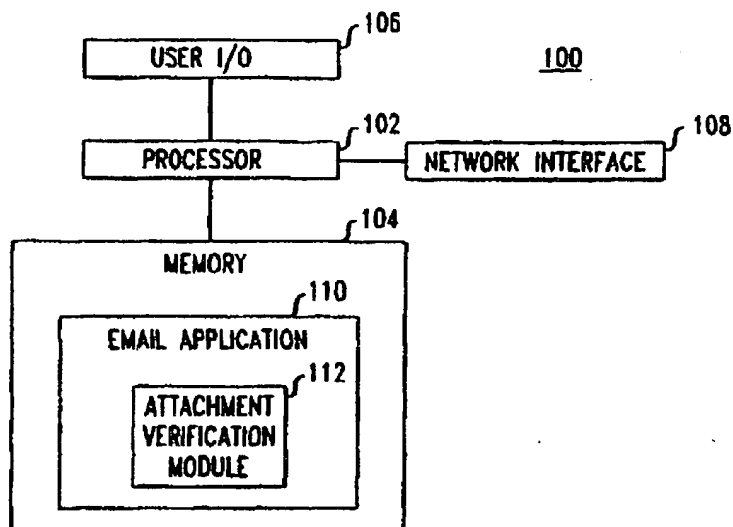 106
USER I/O
100
102
108
PROCESSOR
NETWORK INTERFACE
104
MEMORY
110
EMAIL APPLICATION
112
ATTACHMENT
VERIFICATION
MODULE